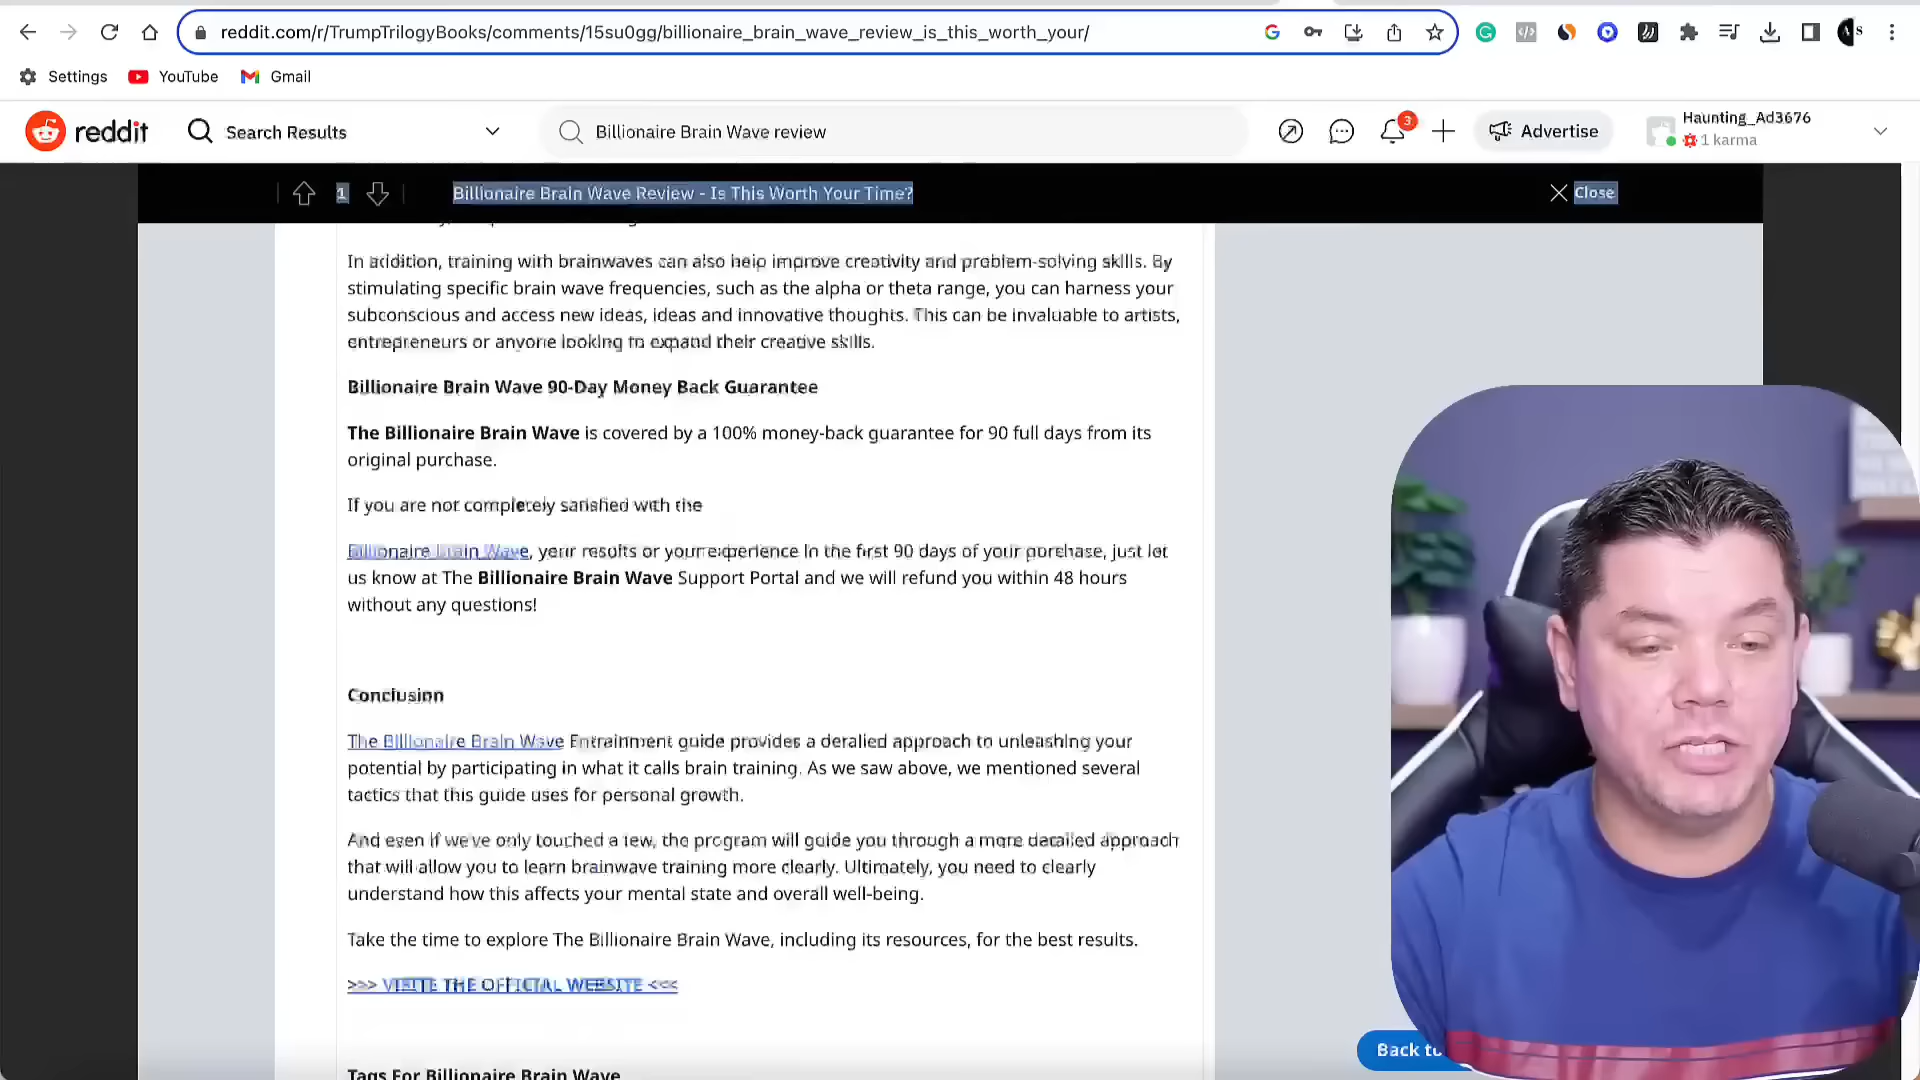 reddit.com/r/TrumpTrilogyBooks/comments/15su0gg/billionaire_brain_wave_review_is_this_worth_your/
Settings YouTube Gmail
reddit Search Results Billionaire Brain Wave review 3 Advertise Haunting_Ad3676
1 karma
1 Billionaire Brain Wave Review - Is This Worth Your Time? Close
In addition, training with brainwaves can also help improve creativity and problem-solving skills. By
stimulating specific brain wave frequencies, such as the alpha or theta range, you can harness your
subconscious and access new ideas, ideas and innovative thoughts. This can be invaluable to artists,
entrepreneurs or anyone looking to expand their creative skills.
Billionaire Brain Wave 90-Day Money Back Guarantee
The Billionaire Brain Wave is covered by a 100% money-back guarantee for 90 full days from its
original purchase.
If you are not completely satisfied with the
Billionaire Brain Wave, your results or your experience in the first 90 days of your purchase, just let
us know at The Billionaire Brain Wave Support Portal and we will refund you within 48 hours
without any questions!
Conclusion
The Billionaire Brain Wave Entrainment guide provides a detailed approach to unleashing your
potential by participating in what it calls brain training. As we saw above, we mentioned several
tactics that this guide uses for personal growth.
And even if we've only touched a few, the program will guide you through a more detailed approach
that will allow you to learn brainwave training more clearly. Ultimately, you need to clearly
understand how this affects your mental state and overall well-being.
Take the time to explore The Billionaire Brain Wave, including its resources, for the best results.
>>> THE OFFICIAL WEBSITE <<<
Back to
Tags For Billionaire Brain Wave